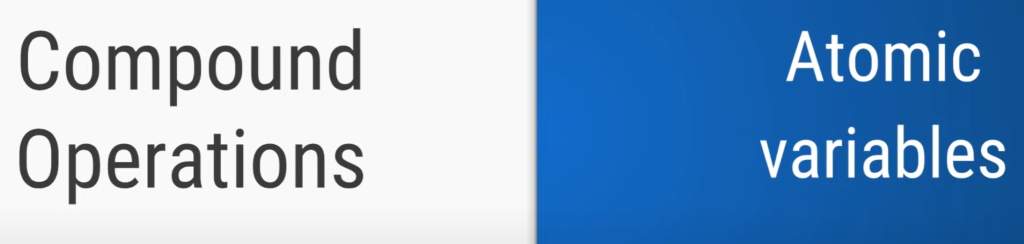 Compound
Operations
Atomic
variables